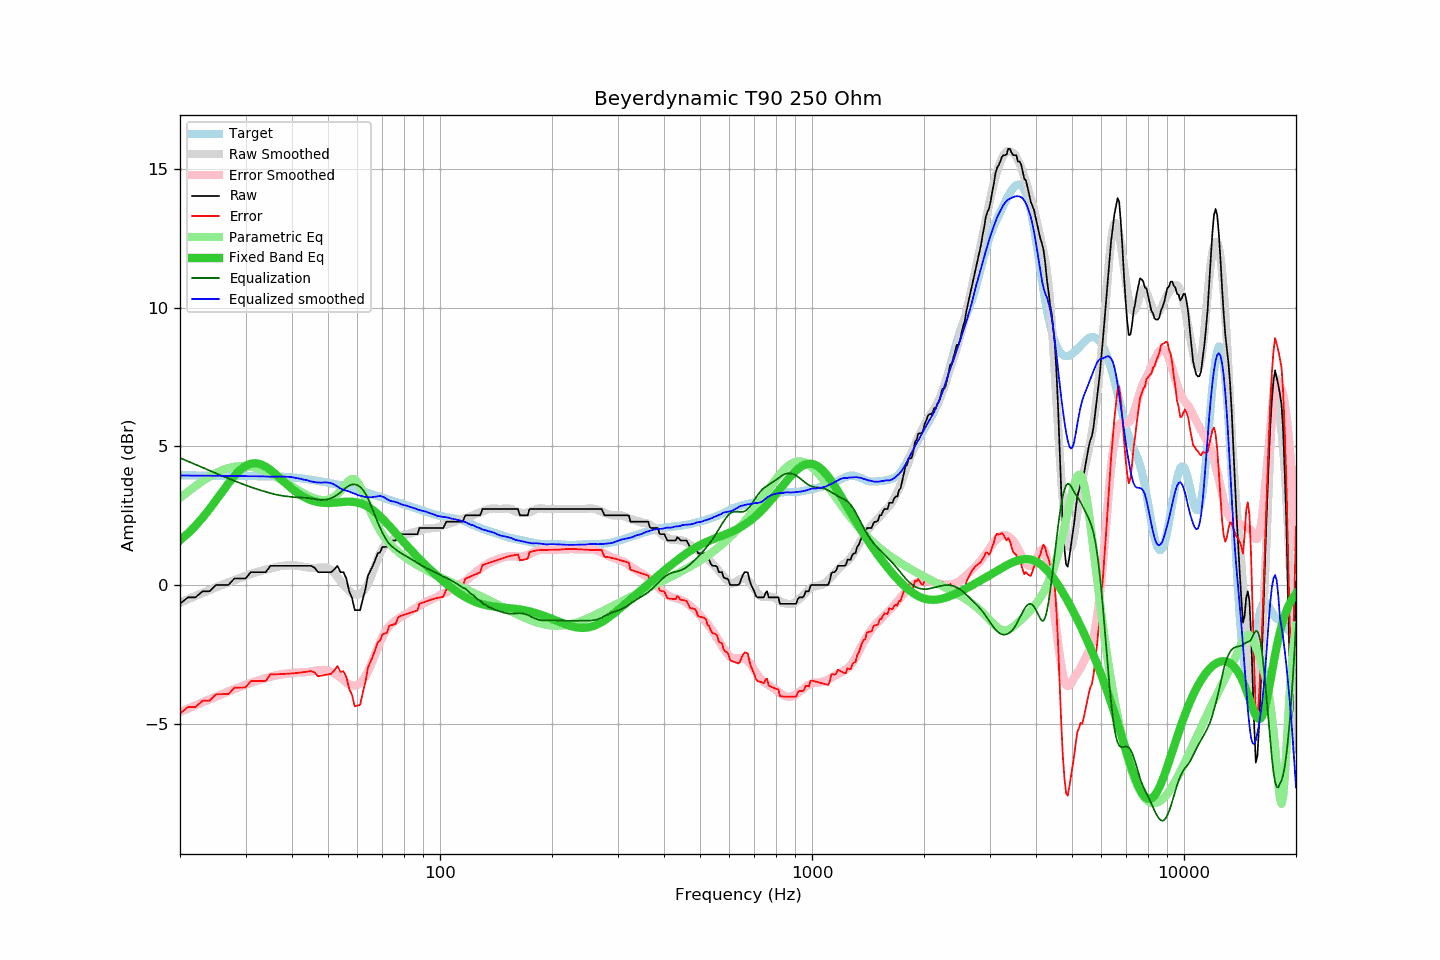 Beyerdynamic T90 250 Ohm
Target
Raw Smoothed
Error Smoothed
Raw
Error
Parametric Eq
Fixed Band Eq
Equalization
Equalized smoothed
15
10
5
0
−5
Amplitude (dBr)
100
1000
10000
Frequency (Hz)